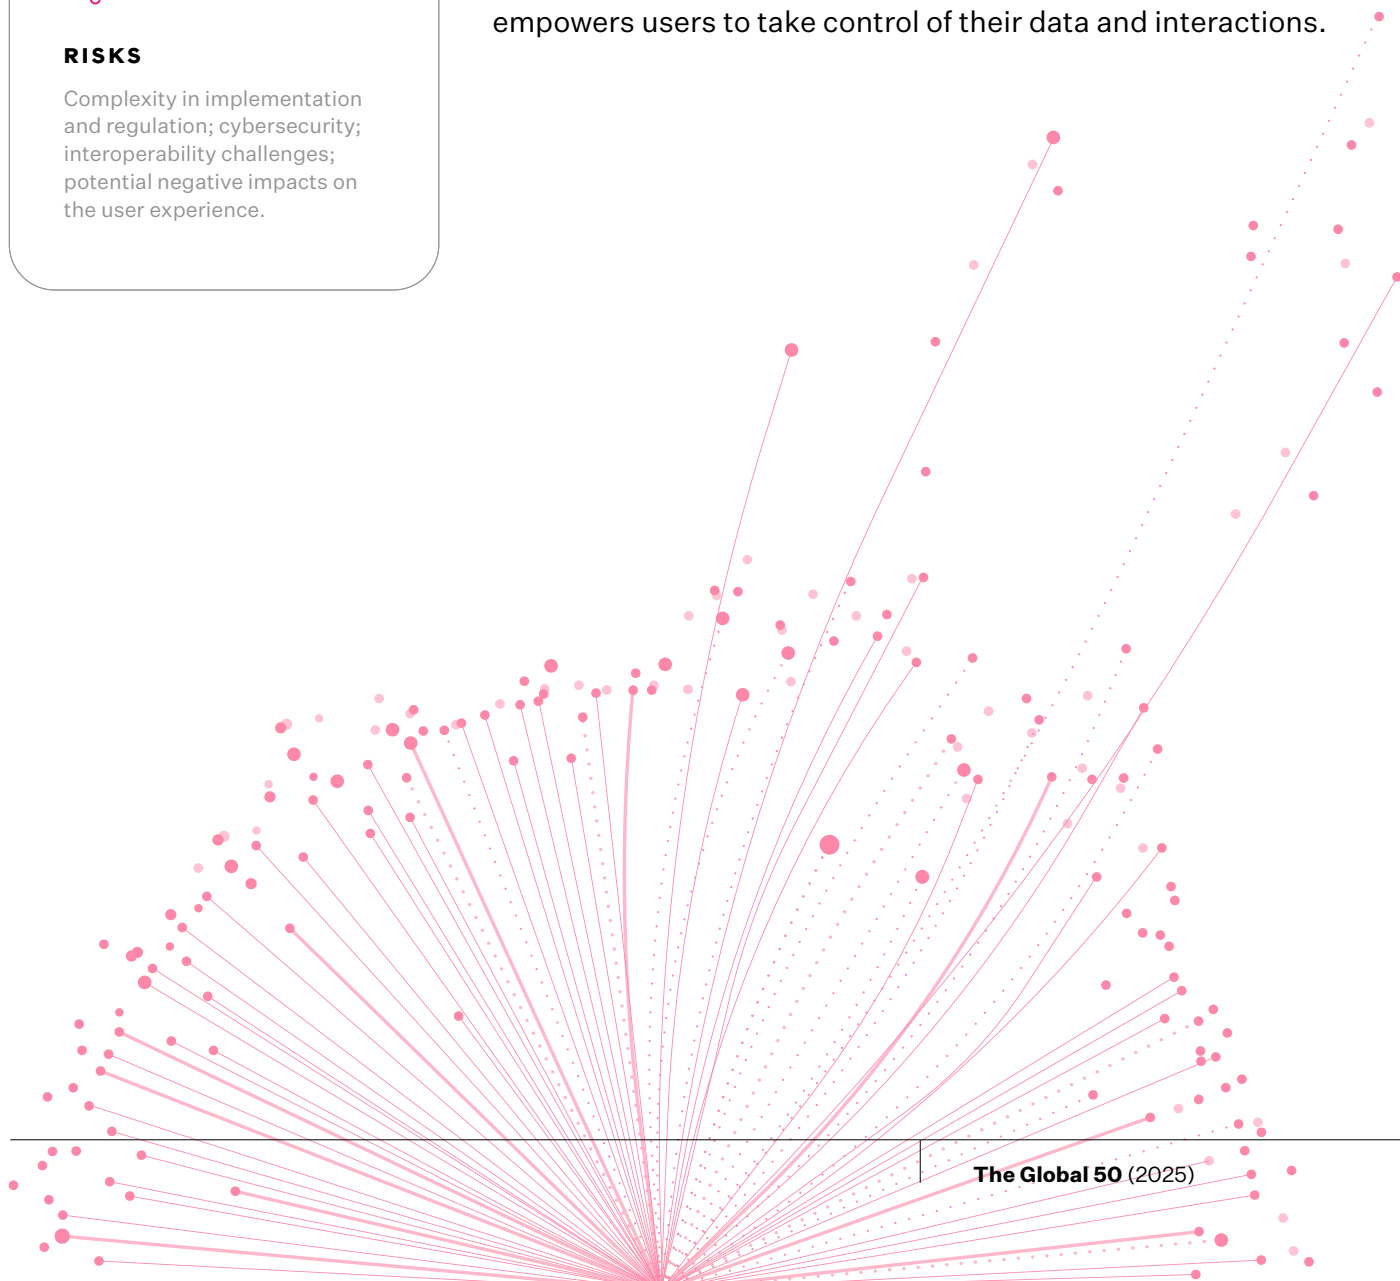 empowers users to take control of their data and interactions.
RISKS
Complexity in implementation
and regulation; cybersecurity;
interoperability challenges;
potential negative impacts on
the user experience.
The Global 50 (2025)